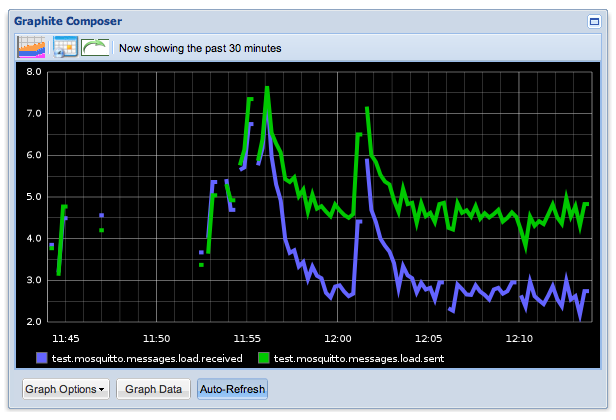 Graphite Composer
Now showing the past 30 minutes
8.0
7.0
6.0
5.0
4.0
3.0
2.0
11:45 11:50 11:55 12:00 12:05 12:10
test.mosquitto.messages.load.received test.mosquitto.messages.load.sent
Graph Options Graph Data Auto-Refresh